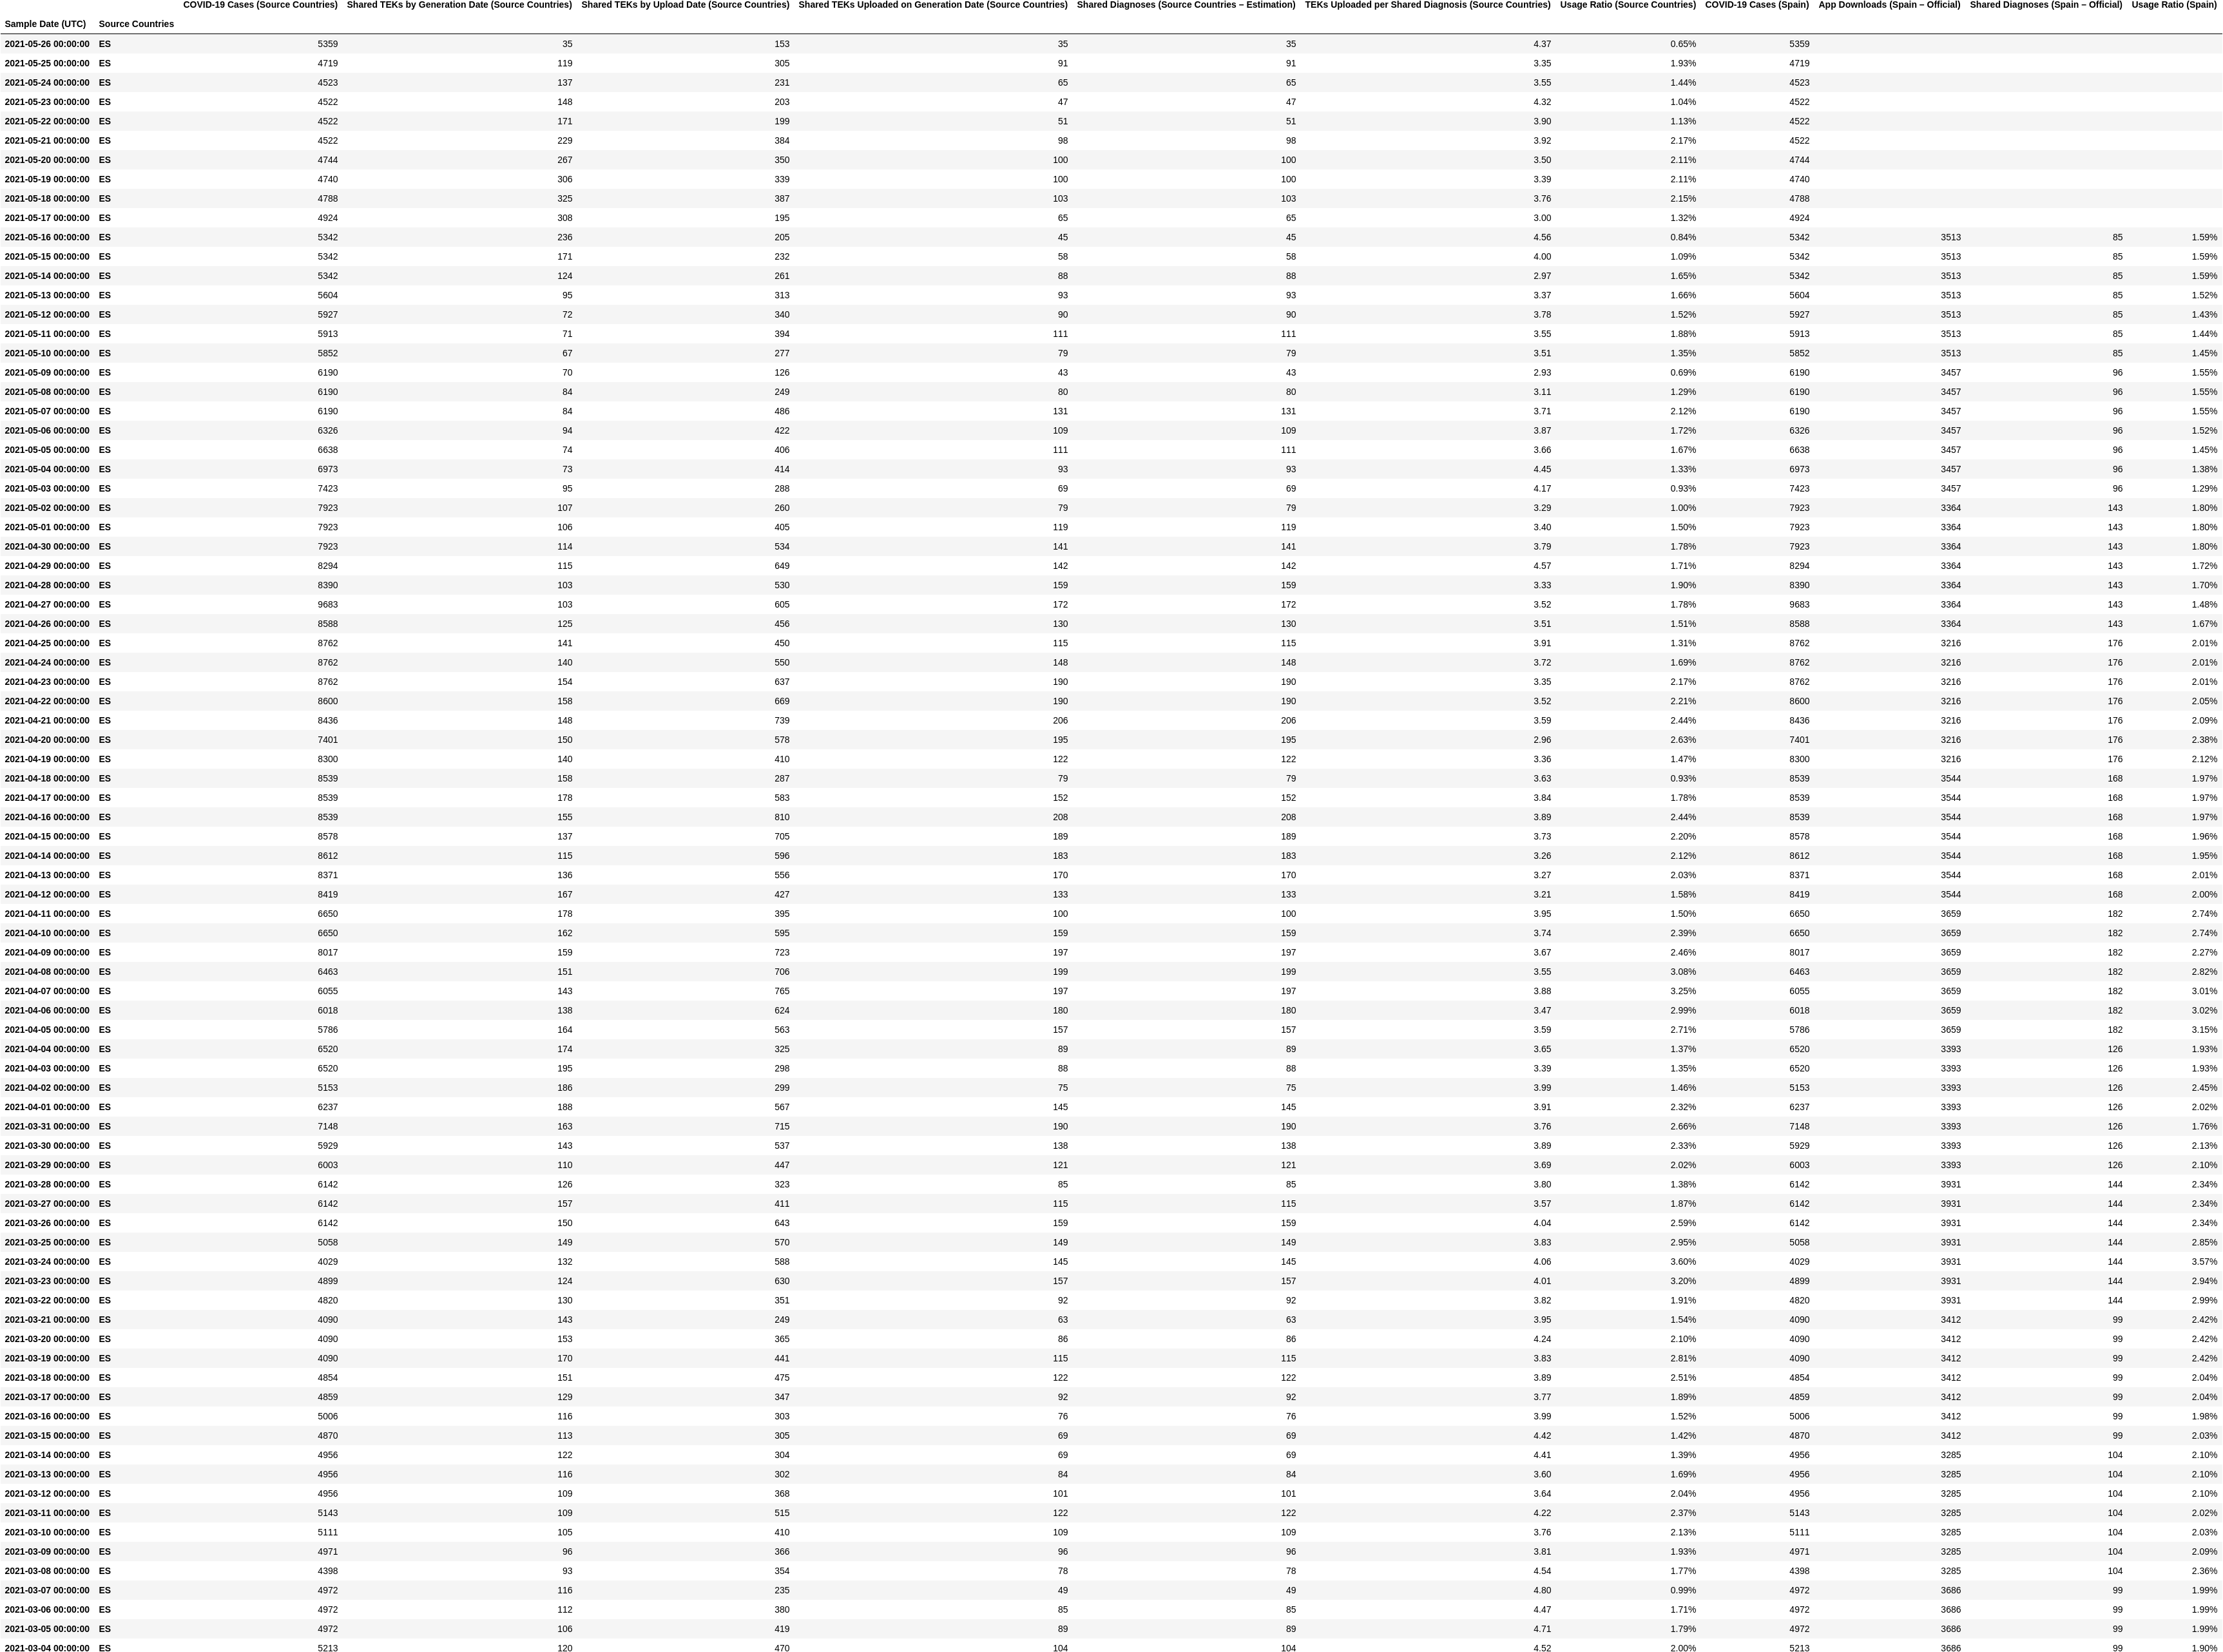 COVID-19 Cases (Source Countries) Shared TEKs by Generation Date (Source Countries) Shared TEKs by Upload Date (Source Countries) Shared TEKs Uploaded on Generation Date (Source Countries) Shared Diagnoses (Source Countries – Estimation) TEKs Uploaded per Shared Diagnosis (Source Countries) Usage Ratio (Source Countries) COVID-19 Cases (Spain) App Downloads (Spain – Official) Shared Diagnoses (Spain – Official) Usage Ratio (Spain)
Sample Date (UTC) Source Countries
2021-05-26 00:00:00 ES 5359 35 153 35 35 4.37 0.65% 5359
2021-05-25 00:00:00 ES 4719 119 305 91 91 3.35 1.93% 4719
2021-05-24 00:00:00 ES 4523 137 231 65 65 3.55 1.44% 4523
2021-05-23 00:00:00 ES 4522 148 203 47 47 4.32 1.04% 4522
2021-05-22 00:00:00 ES 4522 171 199 51 51 3.90 1.13% 4522
2021-05-21 00:00:00 ES 4522 229 384 98 98 3.92 2.17% 4522
2021-05-20 00:00:00 ES 4744 267 350 100 100 3.50 2.11% 4744
2021-05-19 00:00:00 ES 4740 306 339 100 100 3.39 2.11% 4740
2021-05-18 00:00:00 ES 4788 325 387 103 103 3.76 2.15% 4788
2021-05-17 00:00:00 ES 4924 308 195 65 65 3.00 1.32% 4924
2021-05-16 00:00:00 ES 5342 236 205 45 45 4.56 0.84% 5342 3513 85 1.59%
2021-05-15 00:00:00 ES 5342 171 232 58 58 4.00 1.09% 5342 3513 85 1.59%
2021-05-14 00:00:00 ES 5342 124 261 88 88 2.97 1.65% 5342 3513 85 1.59%
2021-05-13 00:00:00 ES 5604 95 313 93 93 3.37 1.66% 5604 3513 85 1.52%
2021-05-12 00:00:00 ES 5927 72 340 90 90 3.78 1.52% 5927 3513 85 1.43%
2021-05-11 00:00:00 ES 5913 71 394 111 111 3.55 1.88% 5913 3513 85 1.44%
2021-05-10 00:00:00 ES 5852 67 277 79 79 3.51 1.35% 5852 3513 85 1.45%
2021-05-09 00:00:00 ES 6190 70 126 43 43 2.93 0.69% 6190 3457 96 1.55%
2021-05-08 00:00:00 ES 6190 84 249 80 80 3.11 1.29% 6190 3457 96 1.55%
2021-05-07 00:00:00 ES 6190 84 486 131 131 3.71 2.12% 6190 3457 96 1.55%
2021-05-06 00:00:00 ES 6326 94 422 109 109 3.87 1.72% 6326 3457 96 1.52%
2021-05-05 00:00:00 ES 6638 74 406 111 111 3.66 1.67% 6638 3457 96 1.45%
2021-05-04 00:00:00 ES 6973 73 414 93 93 4.45 1.33% 6973 3457 96 1.38%
2021-05-03 00:00:00 ES 7423 95 288 69 69 4.17 0.93% 7423 3457 96 1.29%
2021-05-02 00:00:00 ES 7923 107 260 79 79 3.29 1.00% 7923 3364 143 1.80%
2021-05-01 00:00:00 ES 7923 106 405 119 119 3.40 1.50% 7923 3364 143 1.80%
2021-04-30 00:00:00 ES 7923 114 534 141 141 3.79 1.78% 7923 3364 143 1.80%
2021-04-29 00:00:00 ES 8294 115 649 142 142 4.57 1.71% 8294 3364 143 1.72%
2021-04-28 00:00:00 ES 8390 103 530 159 159 3.33 1.90% 8390 3364 143 1.70%
2021-04-27 00:00:00 ES 9683 103 605 172 172 3.52 1.78% 9683 3364 143 1.48%
2021-04-26 00:00:00 ES 8588 125 456 130 130 3.51 1.51% 8588 3364 143 1.67%
2021-04-25 00:00:00 ES 8762 141 450 115 115 3.91 1.31% 8762 3216 176 2.01%
2021-04-24 00:00:00 ES 8762 140 550 148 148 3.72 1.69% 8762 3216 176 2.01%
2021-04-23 00:00:00 ES 8762 154 637 190 190 3.35 2.17% 8762 3216 176 2.01%
2021-04-22 00:00:00 ES 8600 158 669 190 190 3.52 2.21% 8600 3216 176 2.05%
2021-04-21 00:00:00 ES 8436 148 739 206 206 3.59 2.44% 8436 3216 176 2.09%
2021-04-20 00:00:00 ES 7401 150 578 195 195 2.96 2.63% 7401 3216 176 2.38%
2021-04-19 00:00:00 ES 8300 140 410 122 122 3.36 1.47% 8300 3216 176 2.12%
2021-04-18 00:00:00 ES 8539 158 287 79 79 3.63 0.93% 8539 3544 168 1.97%
2021-04-17 00:00:00 ES 8539 178 583 152 152 3.84 1.78% 8539 3544 168 1.97%
2021-04-16 00:00:00 ES 8539 155 810 208 208 3.89 2.44% 8539 3544 168 1.97%
2021-04-15 00:00:00 ES 8578 137 705 189 189 3.73 2.20% 8578 3544 168 1.96%
2021-04-14 00:00:00 ES 8612 115 596 183 183 3.26 2.12% 8612 3544 168 1.95%
2021-04-13 00:00:00 ES 8371 136 556 170 170 3.27 2.03% 8371 3544 168 2.01%
2021-04-12 00:00:00 ES 8419 167 427 133 133 3.21 1.58% 8419 3544 168 2.00%
2021-04-11 00:00:00 ES 6650 178 395 100 100 3.95 1.50% 6650 3659 182 2.74%
2021-04-10 00:00:00 ES 6650 162 595 159 159 3.74 2.39% 6650 3659 182 2.74%
2021-04-09 00:00:00 ES 8017 159 723 197 197 3.67 2.46% 8017 3659 182 2.27%
2021-04-08 00:00:00 ES 6463 151 706 199 199 3.55 3.08% 6463 3659 182 2.82%
2021-04-07 00:00:00 ES 6055 143 765 197 197 3.88 3.25% 6055 3659 182 3.01%
2021-04-06 00:00:00 ES 6018 138 624 180 180 3.47 2.99% 6018 3659 182 3.02%
2021-04-05 00:00:00 ES 5786 164 563 157 157 3.59 2.71% 5786 3659 182 3.15%
2021-04-04 00:00:00 ES 6520 174 325 89 89 3.65 1.37% 6520 3393 126 1.93%
2021-04-03 00:00:00 ES 6520 195 298 88 88 3.39 1.35% 6520 3393 126 1.93%
2021-04-02 00:00:00 ES 5153 186 299 75 75 3.99 1.46% 5153 3393 126 2.45%
2021-04-01 00:00:00 ES 6237 188 567 145 145 3.91 2.32% 6237 3393 126 2.02%
2021-03-31 00:00:00 ES 7148 163 715 190 190 3.76 2.66% 7148 3393 126 1.76%
2021-03-30 00:00:00 ES 5929 143 537 138 138 3.89 2.33% 5929 3393 126 2.13%
2021-03-29 00:00:00 ES 6003 110 447 121 121 3.69 2.02% 6003 3393 126 2.10%
2021-03-28 00:00:00 ES 6142 126 323 85 85 3.80 1.38% 6142 3931 144 2.34%
2021-03-27 00:00:00 ES 6142 157 411 115 115 3.57 1.87% 6142 3931 144 2.34%
2021-03-26 00:00:00 ES 6142 150 643 159 159 4.04 2.59% 6142 3931 144 2.34%
2021-03-25 00:00:00 ES 5058 149 570 149 149 3.83 2.95% 5058 3931 144 2.85%
2021-03-24 00:00:00 ES 4029 132 588 145 145 4.06 3.60% 4029 3931 144 3.57%
2021-03-23 00:00:00 ES 4899 124 630 157 157 4.01 3.20% 4899 3931 144 2.94%
2021-03-22 00:00:00 ES 4820 130 351 92 92 3.82 1.91% 4820 3931 144 2.99%
2021-03-21 00:00:00 ES 4090 143 249 63 63 3.95 1.54% 4090 3412 99 2.42%
2021-03-20 00:00:00 ES 4090 153 365 86 86 4.24 2.10% 4090 3412 99 2.42%
2021-03-19 00:00:00 ES 4090 170 441 115 115 3.83 2.81% 4090 3412 99 2.42%
2021-03-18 00:00:00 ES 4854 151 475 122 122 3.89 2.51% 4854 3412 99 2.04%
2021-03-17 00:00:00 ES 4859 129 347 92 92 3.77 1.89% 4859 3412 99 2.04%
2021-03-16 00:00:00 ES 5006 116 303 76 76 3.99 1.52% 5006 3412 99 1.98%
2021-03-15 00:00:00 ES 4870 113 305 69 69 4.42 1.42% 4870 3412 99 2.03%
2021-03-14 00:00:00 ES 4956 122 304 69 69 4.41 1.39% 4956 3285 104 2.10%
2021-03-13 00:00:00 ES 4956 116 302 84 84 3.60 1.69% 4956 3285 104 2.10%
2021-03-12 00:00:00 ES 4956 109 368 101 101 3.64 2.04% 4956 3285 104 2.10%
2021-03-11 00:00:00 ES 5143 109 515 122 122 4.22 2.37% 5143 3285 104 2.02%
2021-03-10 00:00:00 ES 5111 105 410 109 109 3.76 2.13% 5111 3285 104 2.03%
2021-03-09 00:00:00 ES 4971 96 366 96 96 3.81 1.93% 4971 3285 104 2.09%
2021-03-08 00:00:00 ES 4398 93 354 78 78 4.54 1.77% 4398 3285 104 2.36%
2021-03-07 00:00:00 ES 4972 116 235 49 49 4.80 0.99% 4972 3686 99 1.99%
2021-03-06 00:00:00 ES 4972 112 380 85 85 4.47 1.71% 4972 3686 99 1.99%
2021-03-05 00:00:00 ES 4972 106 419 89 89 4.71 1.79% 4972 3686 99 1.99%
2021-03-04 00:00:00 ES 5213 120 470 104 104 4.52 2.00% 5213 3686 99 1.90%